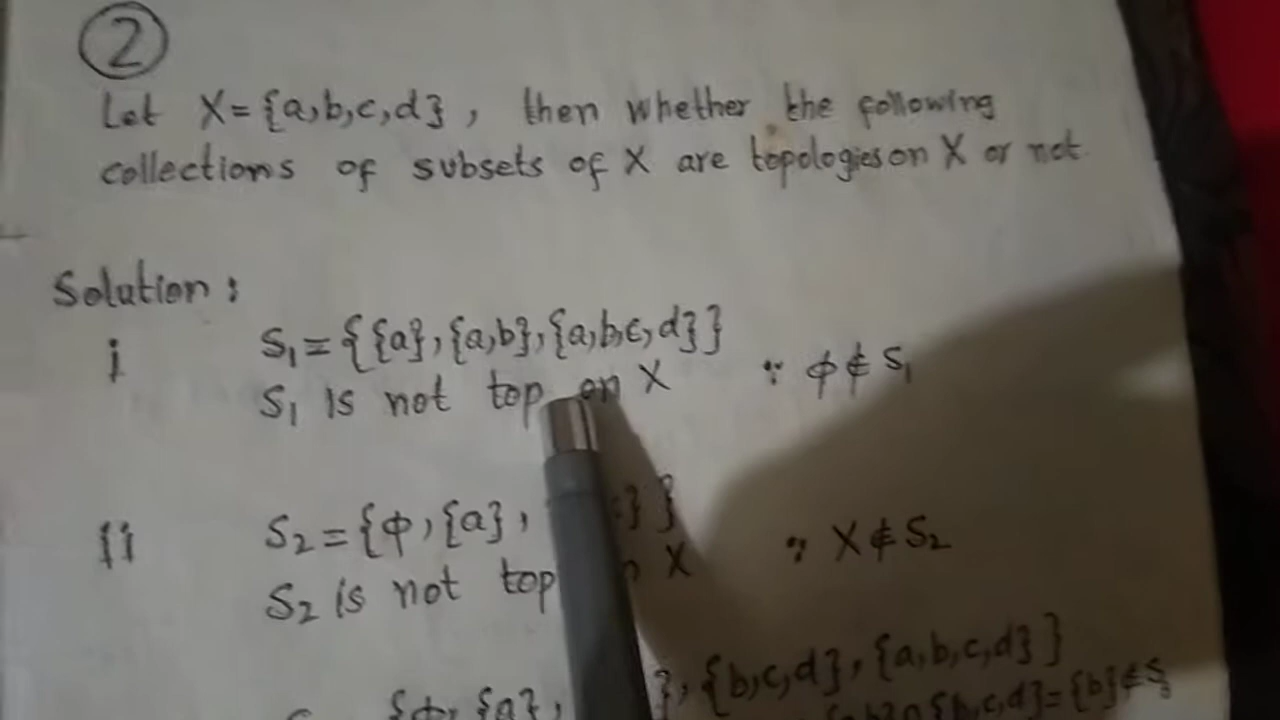 2
Let X={a,b,c,d}, then whether the following
collections of subsets of X are topologies on X or not.
Solution:
i S₁={{a},{a,b},{a,b,c,d}}
S₁ is not top on X ∵ ϕ∉S₁
ii S₂={ϕ,{a}, }}
S₂ is not top X ∵ X∉S₂
{ϕ, {a}, },{b,c,d},{a,b,c,d}}
∩{b,c,d}={b}∉S₃